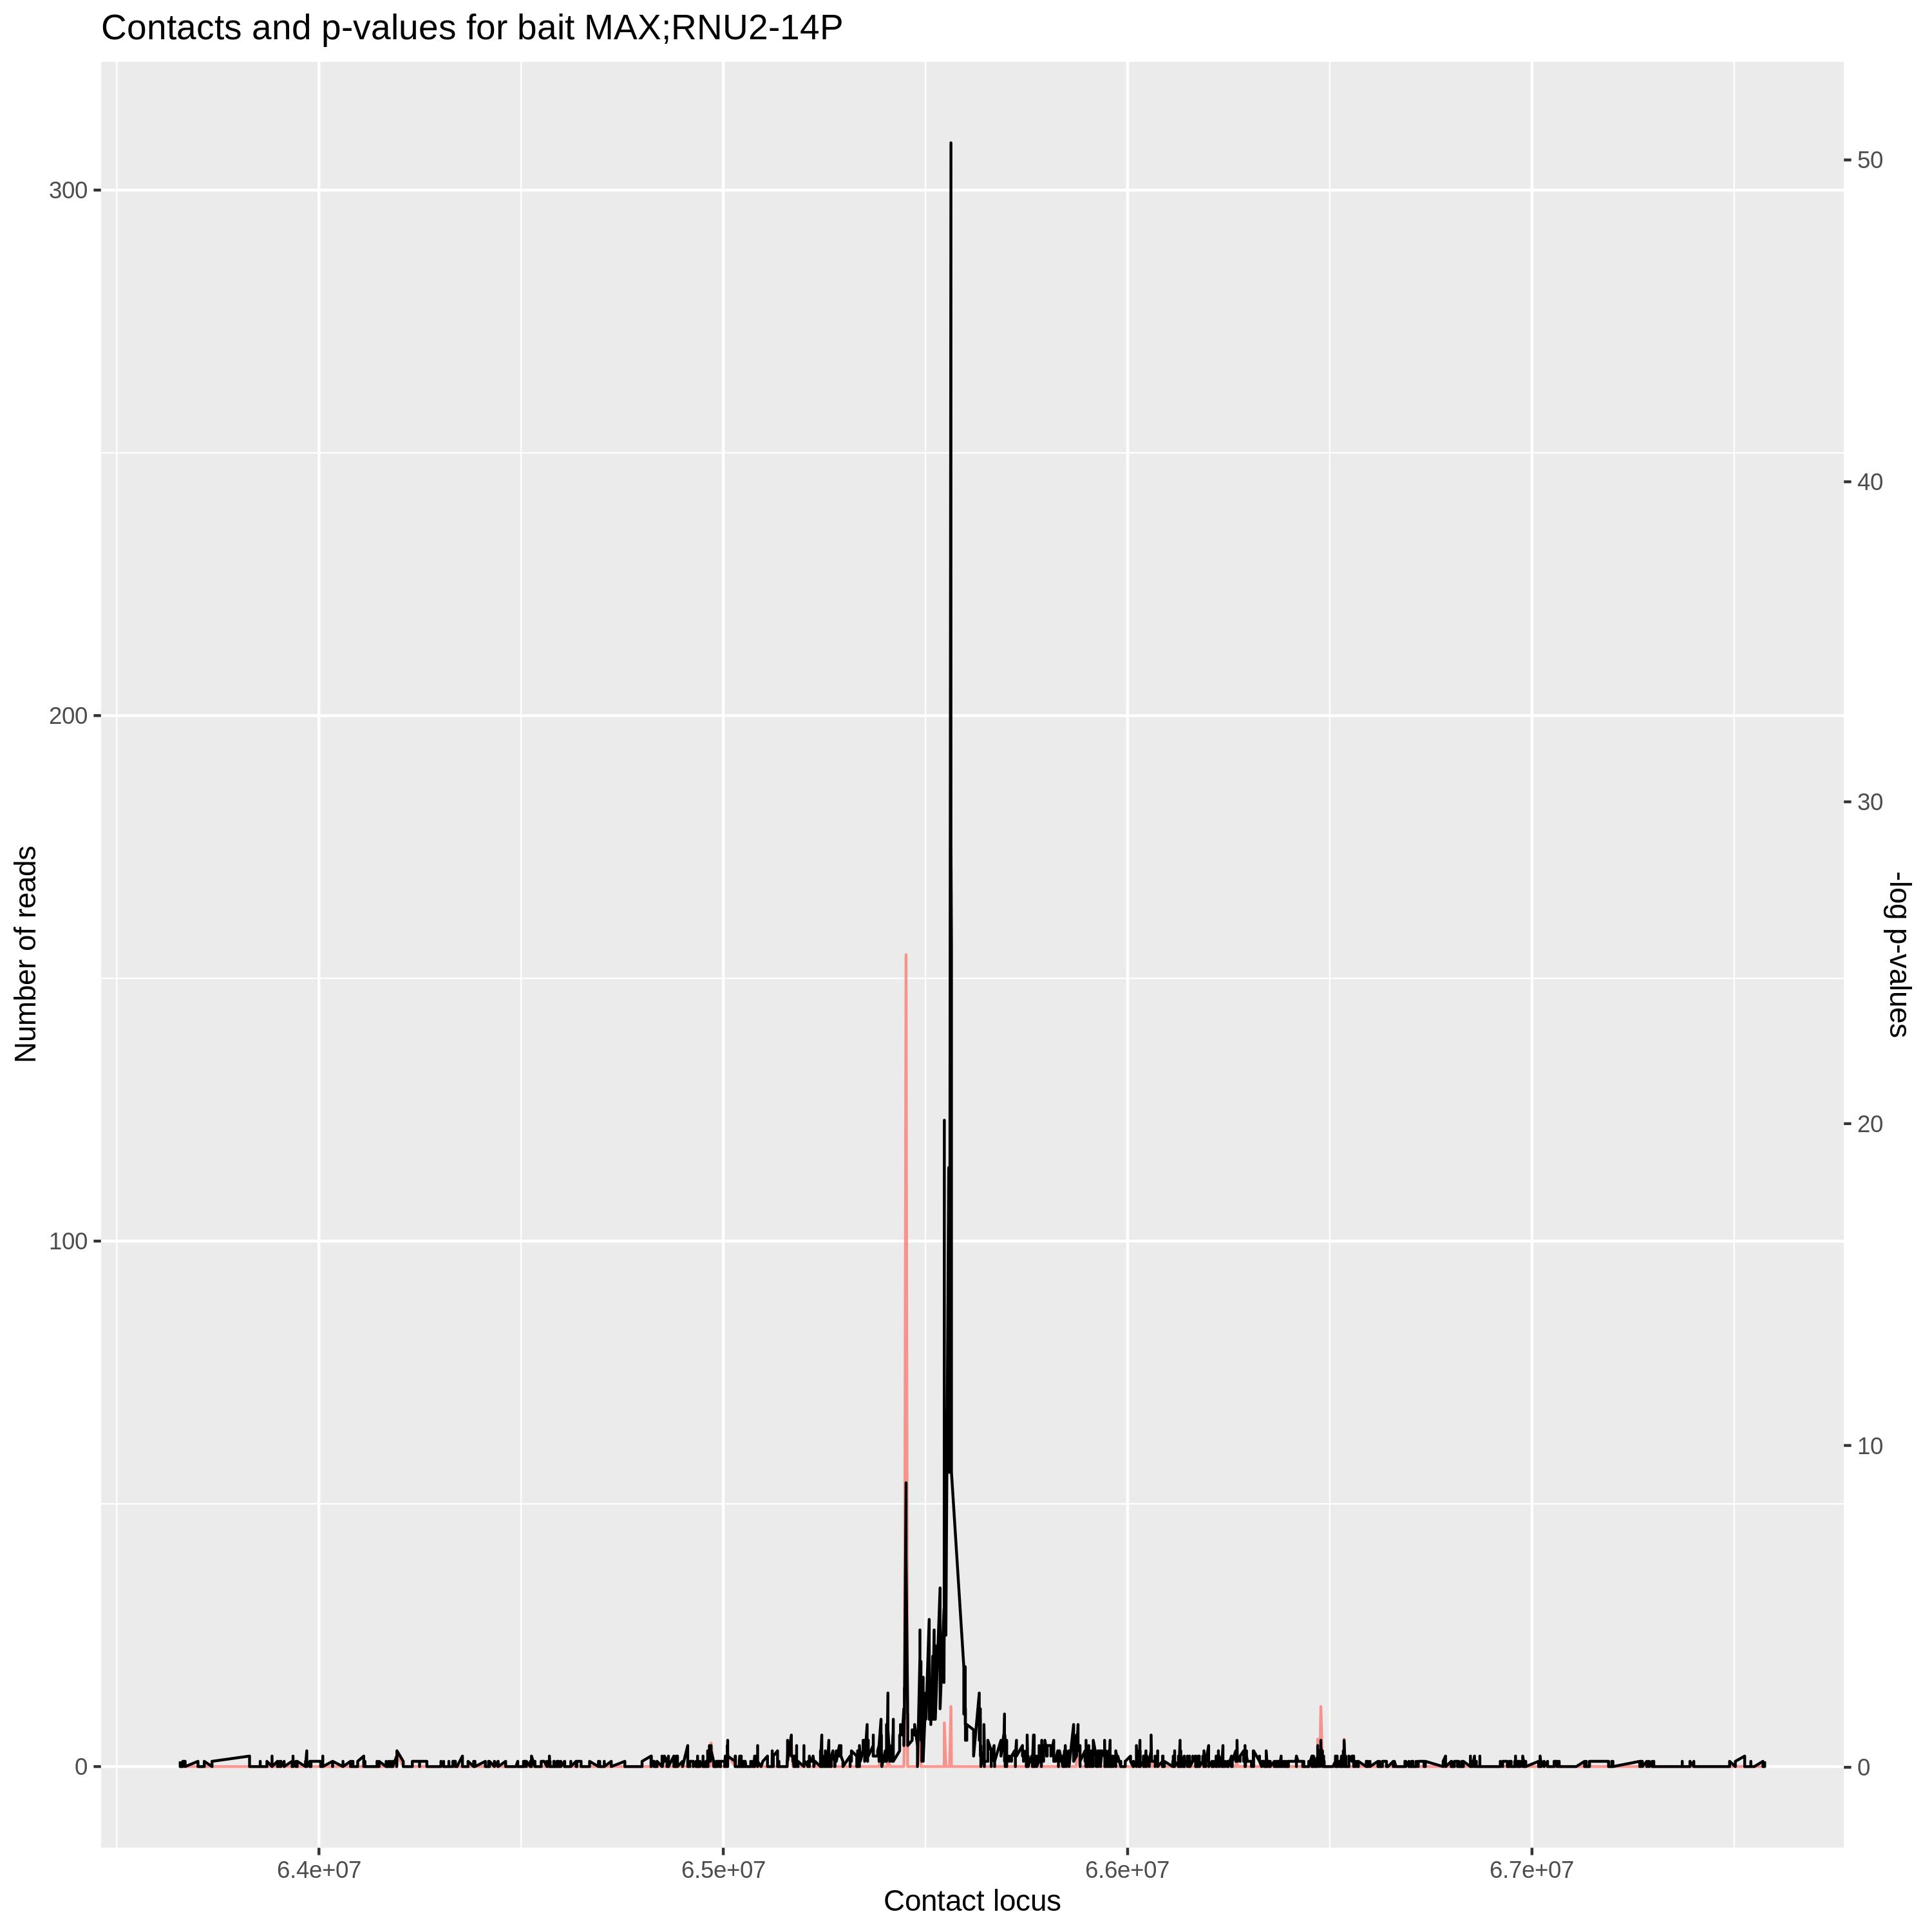 Contacts and p-values for bait MAX;RNU2-14P
300
200
100
0
Number of reads
50
40
30
20
10
0
-log p-values
6.4e+07
6.5e+07
6.6e+07
6.7e+07
Contact locus